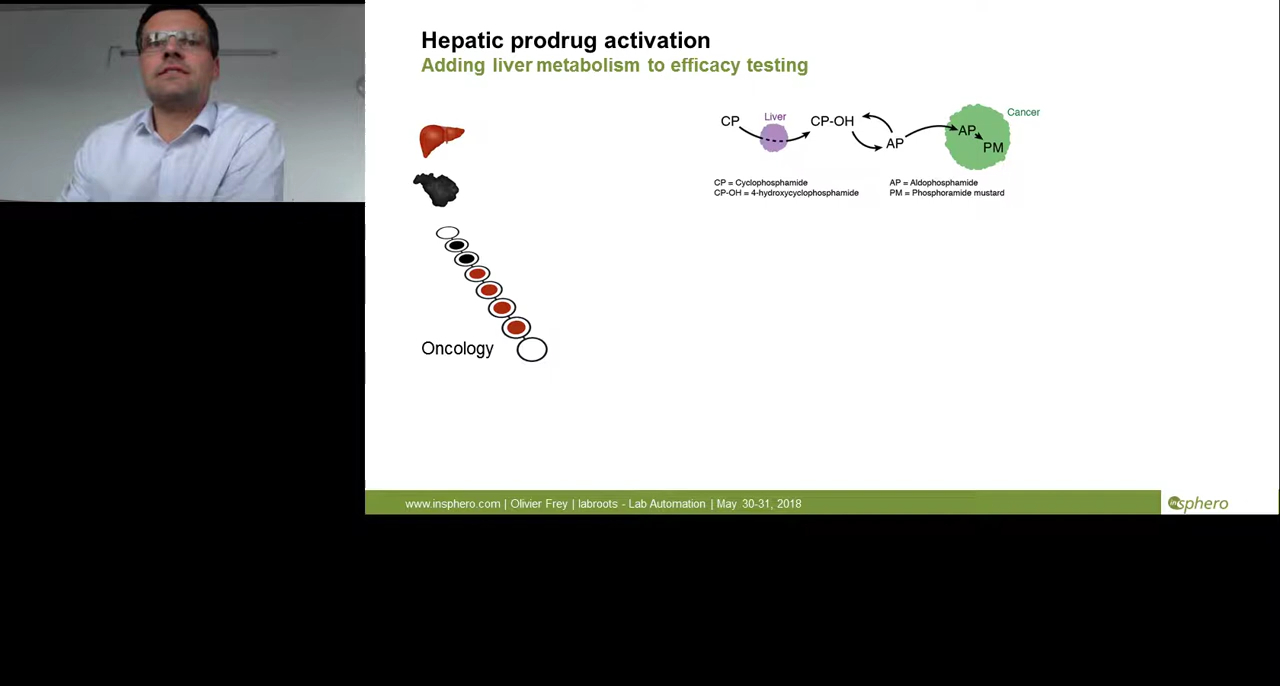 Hepatic prodrug activation
Adding liver metabolism to efficacy testing
CP
Liver
CP-OH
AP
AP
PM
Cancer
CP = Cyclophosphamide
CP-OH = 4-hydroxycyclophosphamide
AP = Aldophosphamide
PM = Phosphoramide mustard
Oncology
www.insphero.com | Olivier Frey | labroots - Lab Automation | May 30-31, 2018
insphero